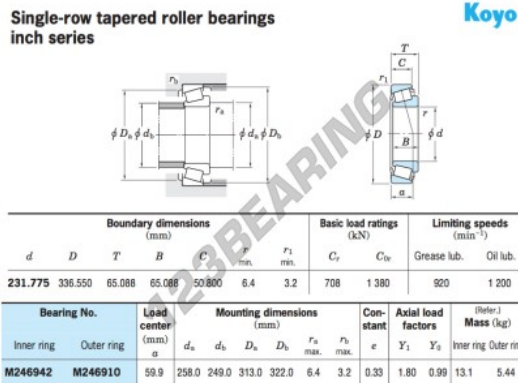 Single-row tapered roller bearings
inch series
Koyo
T
C
r1
r
φD
B
φd
a
rb
ra
φDa φdb
φda φDb
123BEARING
Boundary dimensions
(mm)
Basic load ratings
(kN)
Limiting speeds
(min⁻¹)
d D T B C r min. r1 min. Cr C0r Grease lub. Oil lub.
231.775 336.550 65.088 65.088 50.800 6.4 3.2 708 1 380 920 1 200
Bearing No.
Load center (mm) a
Mounting dimensions
(mm)
Constant e
Axial load factors
(Refer.)
Mass (kg)
Inner ring Outer ring da db Da Db ra max. rb max. Y1 Y0 Inner ring Outer rin
M246942 M246910 59.9 258.0 249.0 313.0 322.0 6.4 3.2 0.33 1.80 0.99 13.1 5.44